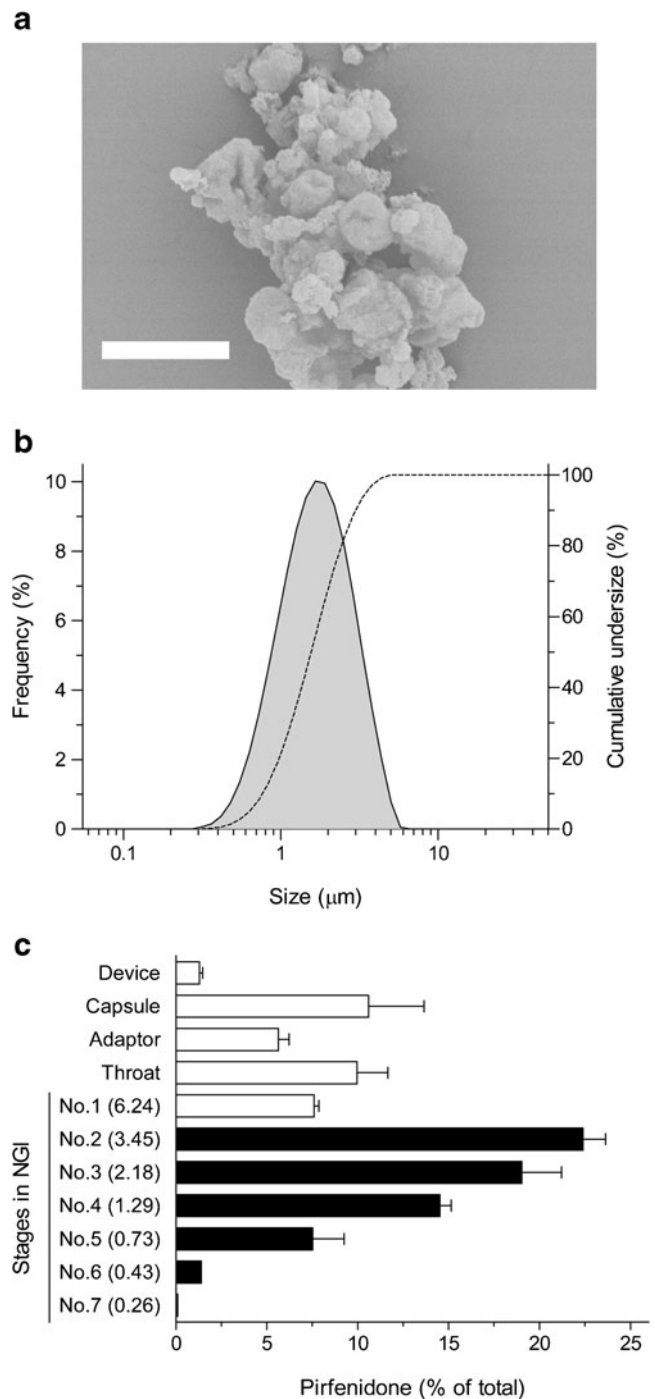 a
b
10
8
6
4
2
0
Frequency (%)
100
80
60
40
20
0
Cumulative undersize (%)
0.1 1 10
Size (μm)
c
Device
Capsule
Adaptor
Throat
No.1 (6.24)
No.2 (3.45)
No.3 (2.18)
No.4 (1.29)
No.5 (0.73)
No.6 (0.43)
No.7 (0.26)
Stages in NGI
0 5 10 15 20 25
Pirfenidone (% of total)